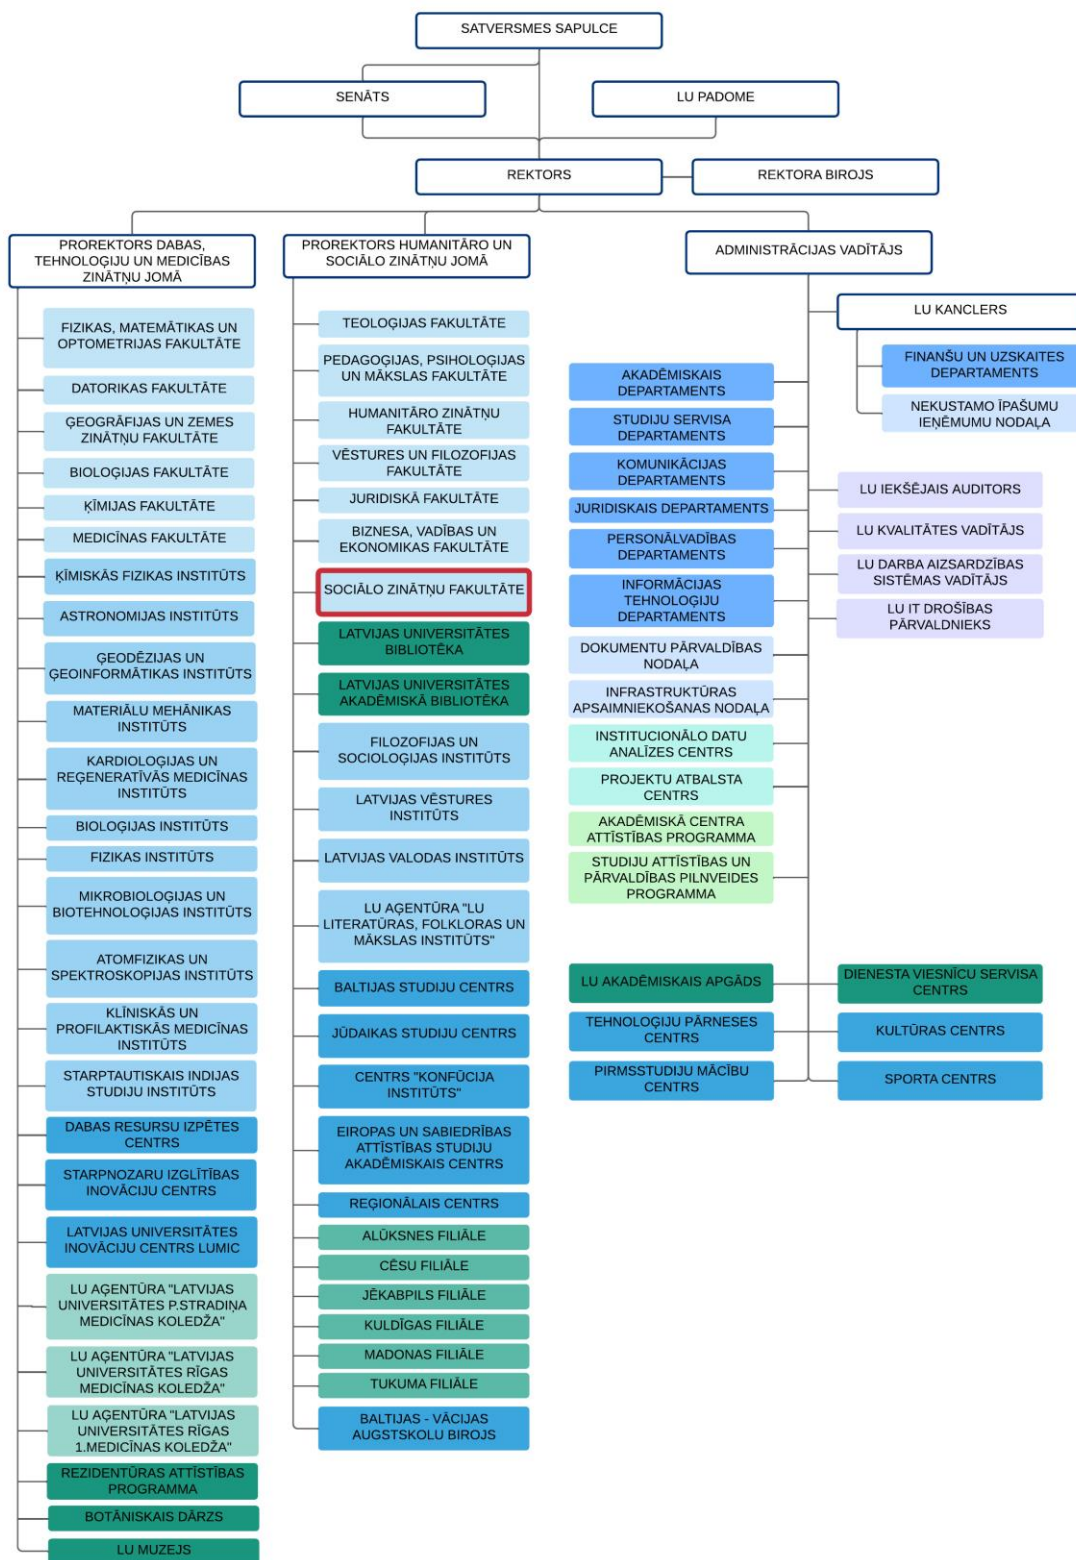 SATVERSMES SAPULCE
SENĀTS
LU PADOME
REKTORS
REKTORA BIROJS
PROREKTORS DABAS,
TEHNOLOĢIJU UN MEDICĪBAS
ZINĀTŅU JOMĀ
FIZIKAS, MATEMĀTIKAS UN
OPTOMETRIJAS FAKULTĀTE
DATORIKAS FAKULTĀTE
ĢEOGRĀFIJAS UN ZEMES
ZINĀTŅU FAKULTĀTE
BIOLOĢIJAS FAKULTĀTE
ĶĪMIJAS FAKULTĀTE
MEDICĪNAS FAKULTĀTE
ĶĪMISKĀS FIZIKAS INSTITŪTS
ASTRONOMIJAS INSTITŪTS
ĢEODĒZIJAS UN
ĢEOINFORMĀTIKAS INSTITŪTS
MATERIĀLU MEHĀNIKAS
INSTITŪTS
KARDIOLOĢIJAS UN
REĢENERATĪVĀS MEDICĪNAS
INSTITŪTS
BIOLOĢIJAS INSTITŪTS
FIZIKAS INSTITŪTS
MIKROBIOLOĢIJAS UN
BIOTEHNOLOĢIJAS INSTITŪTS
ATOMFIZIKAS UN
SPEKTROSKOPIJAS INSTITŪTS
KLĪNISKĀS UN
PROFILAKTISKĀS MEDICĪNAS
INSTITŪTS
STARPTAUTISKAIS INDIJAS
STUDIJU INSTITŪTS
DABAS RESURSU IZPĒTES
CENTRS
STARPNOZARU IZGLĪTĪBAS
INOVĀCIJU CENTRS
LATVIJAS UNIVERSITĀTES
INOVĀCIJU CENTRS LUMIC
LU AĢENTŪRA "LATVIJAS
UNIVERSITĀTES P.STRADIŅA
MEDICĪNAS KOLEDŽA"
LU AĢENTŪRA "LATVIJAS
UNIVERSITĀTES RĪGAS
MEDICĪNAS KOLEDŽA"
LU AĢENTŪRA "LATVIJAS
UNIVERSITĀTES RĪGAS
1.MEDICĪNAS KOLEDŽA"
REZIDENTŪRAS ATTĪSTĪBAS
PROGRAMMA
BOTĀNISKAIS DĀRZS
LU MUZEJS
PROREKTORS HUMANITĀRO UN
SOCIĀLO ZINĀTŅU JOMĀ
TEOLOĢIJAS FAKULTĀTE
PEDAGOĢIJAS, PSIHOLOĢIJAS
UN MĀKSLAS FAKULTĀTE
HUMANITĀRO ZINĀTŅU
FAKULTĀTE
VĒSTURES UN FILOZOFIJAS
FAKULTĀTE
JURIDISKĀ FAKULTĀTE
BIZNESA, VADĪBAS UN
EKONOMIKAS FAKULTĀTE
SOCIĀLO ZINĀTŅU FAKULTĀTE
LATVIJAS UNIVERSITĀTES
BIBLIOTĒKA
LATVIJAS UNIVERSITĀTES
AKADĒMISKĀ BIBLIOTĒKA
FILOZOFIJAS UN
SOCIOLOĢIJAS INSTITŪTS
LATVIJAS VĒSTURES
INSTITŪTS
LATVIJAS VALODAS INSTITŪTS
LU AĢENTŪRA "LU
LITERATŪRAS, FOLKLORAS UN
MĀKSLAS INSTITŪTS"
BALTIJAS STUDIJU CENTRS
JŪDAIKAS STUDIJU CENTRS
CENTRS "KONFŪCIJA
INSTITŪTS"
EIROPAS UN SABIEDRĪBAS
ATTĪSTĪBAS STUDIJU
AKADĒMISKAIS CENTRS
REĢIONĀLAIS CENTRS
ALŪKSNES FILIĀLE
CĒSU FILIĀLE
JĒKABPILS FILIĀLE
KULDĪGAS FILIĀLE
MADONAS FILIĀLE
TUKUMA FILIĀLE
BALTIJAS - VĀCIJAS
AUGSTSKOLU BIROJS
ADMINISTRĀCIJAS VADĪTĀJS
LU KANCLERS
FINANŠU UN UZSKAITES
DEPARTAMENTS
NEKUSTAMO ĪPAŠUMU
IEŅĒMUMU NODAĻA
AKADĒMISKAIS
DEPARTAMENTS
STUDIJU SERVISA
DEPARTAMENTS
KOMUNIKĀCIJAS
DEPARTAMENTS
JURIDISKAIS DEPARTAMENTS
PERSONĀLVADĪBAS
DEPARTAMENTS
INFORMĀCIJAS
TEHNOLOĢIJU
DEPARTAMENTS
DOKUMENTU PĀRVALDĪBAS
NODAĻA
INFRASTRUKTŪRAS
APSAIMNIEKOŠANAS NODAĻA
INSTITUCIONĀLO DATU
ANALĪZES CENTRS
PROJEKTU ATBALSTA
CENTRS
AKADĒMISKĀ CENTRA
ATTĪSTĪBAS PROGRAMMA
STUDIJU ATTĪSTĪBAS UN
PĀRVALDĪBAS PILNVEIDES
PROGRAMMA
LU IEKŠĒJAIS AUDITORS
LU KVALITĀTES VADĪTĀJS
LU DARBA AIZSARDZĪBAS
SISTĒMAS VADĪTĀJS
LU IT DROŠĪBAS
PĀRVALDNIEKS
LU AKADĒMISKAIS APGĀDS
DIENESTA VIESNĪCU SERVISA
CENTRS
TEHNOLOĢIJU PĀRNESES
CENTRS
KULTŪRAS CENTRS
PIRMSSTUDIJU MĀCĪBU
CENTRS
SPORTA CENTRS